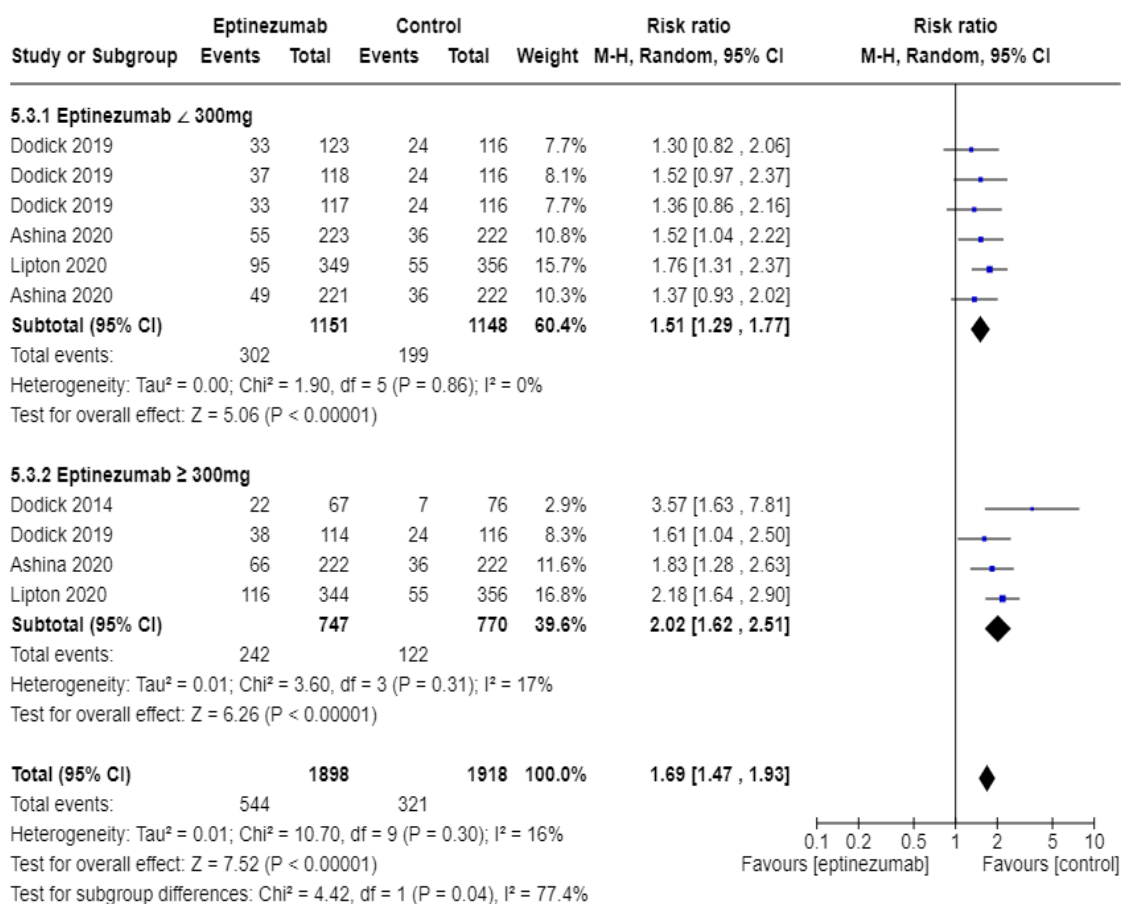 Eptinezumab Control Risk ratio Risk ratio
Study or Subgroup Events Total Events Total Weight M-H, Random, 95% CI M-H, Random, 95% CI
5.3.1 Eptinezumab ∠ 300mg
Dodick 2019 33 123 24 116 7.7% 1.30 [0.82 , 2.06]
Dodick 2019 37 118 24 116 8.1% 1.52 [0.97 , 2.37]
Dodick 2019 33 117 24 116 7.7% 1.36 [0.86 , 2.16]
Ashina 2020 55 223 36 222 10.8% 1.52 [1.04 , 2.22]
Lipton 2020 95 349 55 356 15.7% 1.76 [1.31 , 2.37]
Ashina 2020 49 221 36 222 10.3% 1.37 [0.93 , 2.02]
Subtotal (95% CI) 1151 1148 60.4% 1.51 [1.29 , 1.77]
Total events: 302 199
Heterogeneity: Tau² = 0.00; Chi² = 1.90, df = 5 (P = 0.86); I² = 0%
Test for overall effect: Z = 5.06 (P < 0.00001)
5.3.2 Eptinezumab ≥ 300mg
Dodick 2014 22 67 7 76 2.9% 3.57 [1.63 , 7.81]
Dodick 2019 38 114 24 116 8.3% 1.61 [1.04 , 2.50]
Ashina 2020 66 222 36 222 11.6% 1.83 [1.28 , 2.63]
Lipton 2020 116 344 55 356 16.8% 2.18 [1.64 , 2.90]
Subtotal (95% CI) 747 770 39.6% 2.02 [1.62 , 2.51]
Total events: 242 122
Heterogeneity: Tau² = 0.01; Chi² = 3.60, df = 3 (P = 0.31); I² = 17%
Test for overall effect: Z = 6.26 (P < 0.00001)
Total (95% CI) 1898 1918 100.0% 1.69 [1.47 , 1.93]
Total events: 544 321
Heterogeneity: Tau² = 0.01; Chi² = 10.70, df = 9 (P = 0.30); I² = 16%
0.1 0.2 0.5 1 2 5 10
Test for overall effect: Z = 7.52 (P < 0.00001)
Favours [eptinezumab] Favours [control]
Test for subgroup differences: Chi² = 4.42, df = 1 (P = 0.04), I² = 77.4%